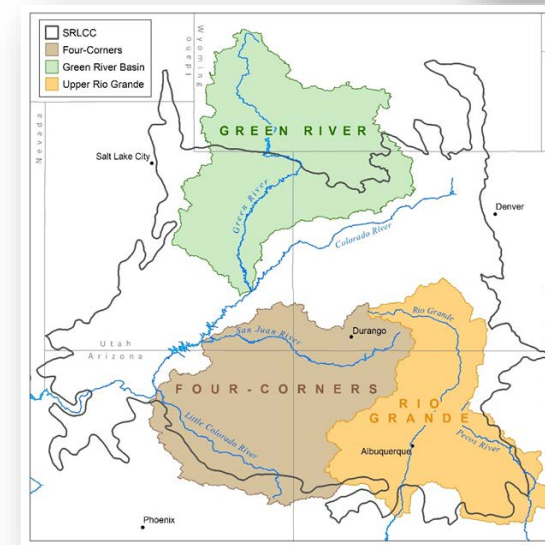 SRLCC
Four-Corners
Green River Basin
Upper Rio Grande
Idaho
Wyoming
Nevada
GREEN RIVER
Salt Lake City
Green River
Denver
Colorado River
Utah
Arizona
San Juan River
Durango
Rio Grande
FOUR-CORNERS
RIO
GRANDE
Little Colorado River
Pecos River
Albuquerque
Phoenix